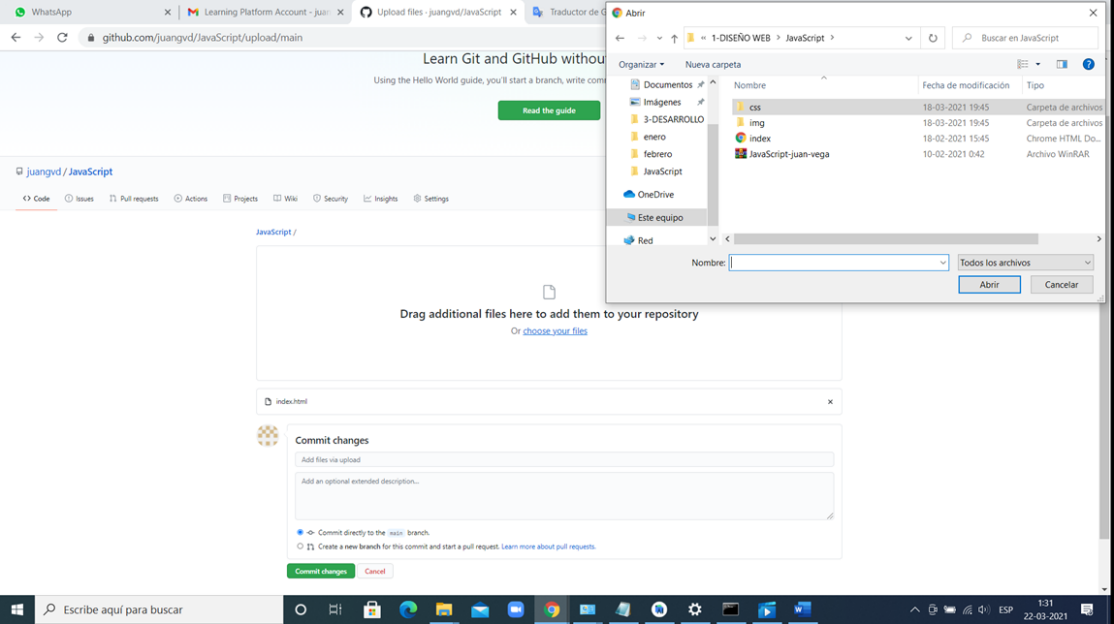 WhatsApp
Learning Platform Account - juan
Upload files · juangvd/JavaScript
Traductor de G
github.com/juangvd/JavaScript/upload/main
Learn Git and GitHub without
Using the Hello World guide, you'll start a branch, write com
Read the guide
juangvd / JavaScript
Code
Issues
Pull requests
Actions
Projects
Wiki
Security
Insights
Settings
JavaScript /
Drag additional files here to add them to your repository
Or choose your files
index.html
Commit changes
Add files via upload
Add an optional extended description...
Commit directly to the main branch.
Create a new branch for this commit and start a pull request. Learn more about pull requests.
Commit changes
Cancel
Abrir
« 1-DISEÑO WEB > JavaScript >
Buscar en JavaScript
Organizar
Nueva carpeta
Documentos
Imágenes
3-DESARROLLO
enero
febrero
JavaScript
OneDrive
Este equipo
Red
Nombre
Fecha de modificación
Tipo
css 18-03-2021 19:45 Carpeta de archivos
img 18-03-2021 19:45 Carpeta de archivos
index 18-02-2021 15:45 Chrome HTML Do...
JavaScript-juan-vega 10-02-2021 0:42 Archivo WinRAR
Nombre:
Todos los archivos
Abrir
Cancelar
Escribe aquí para buscar
ESP
1:31
22-03-2021